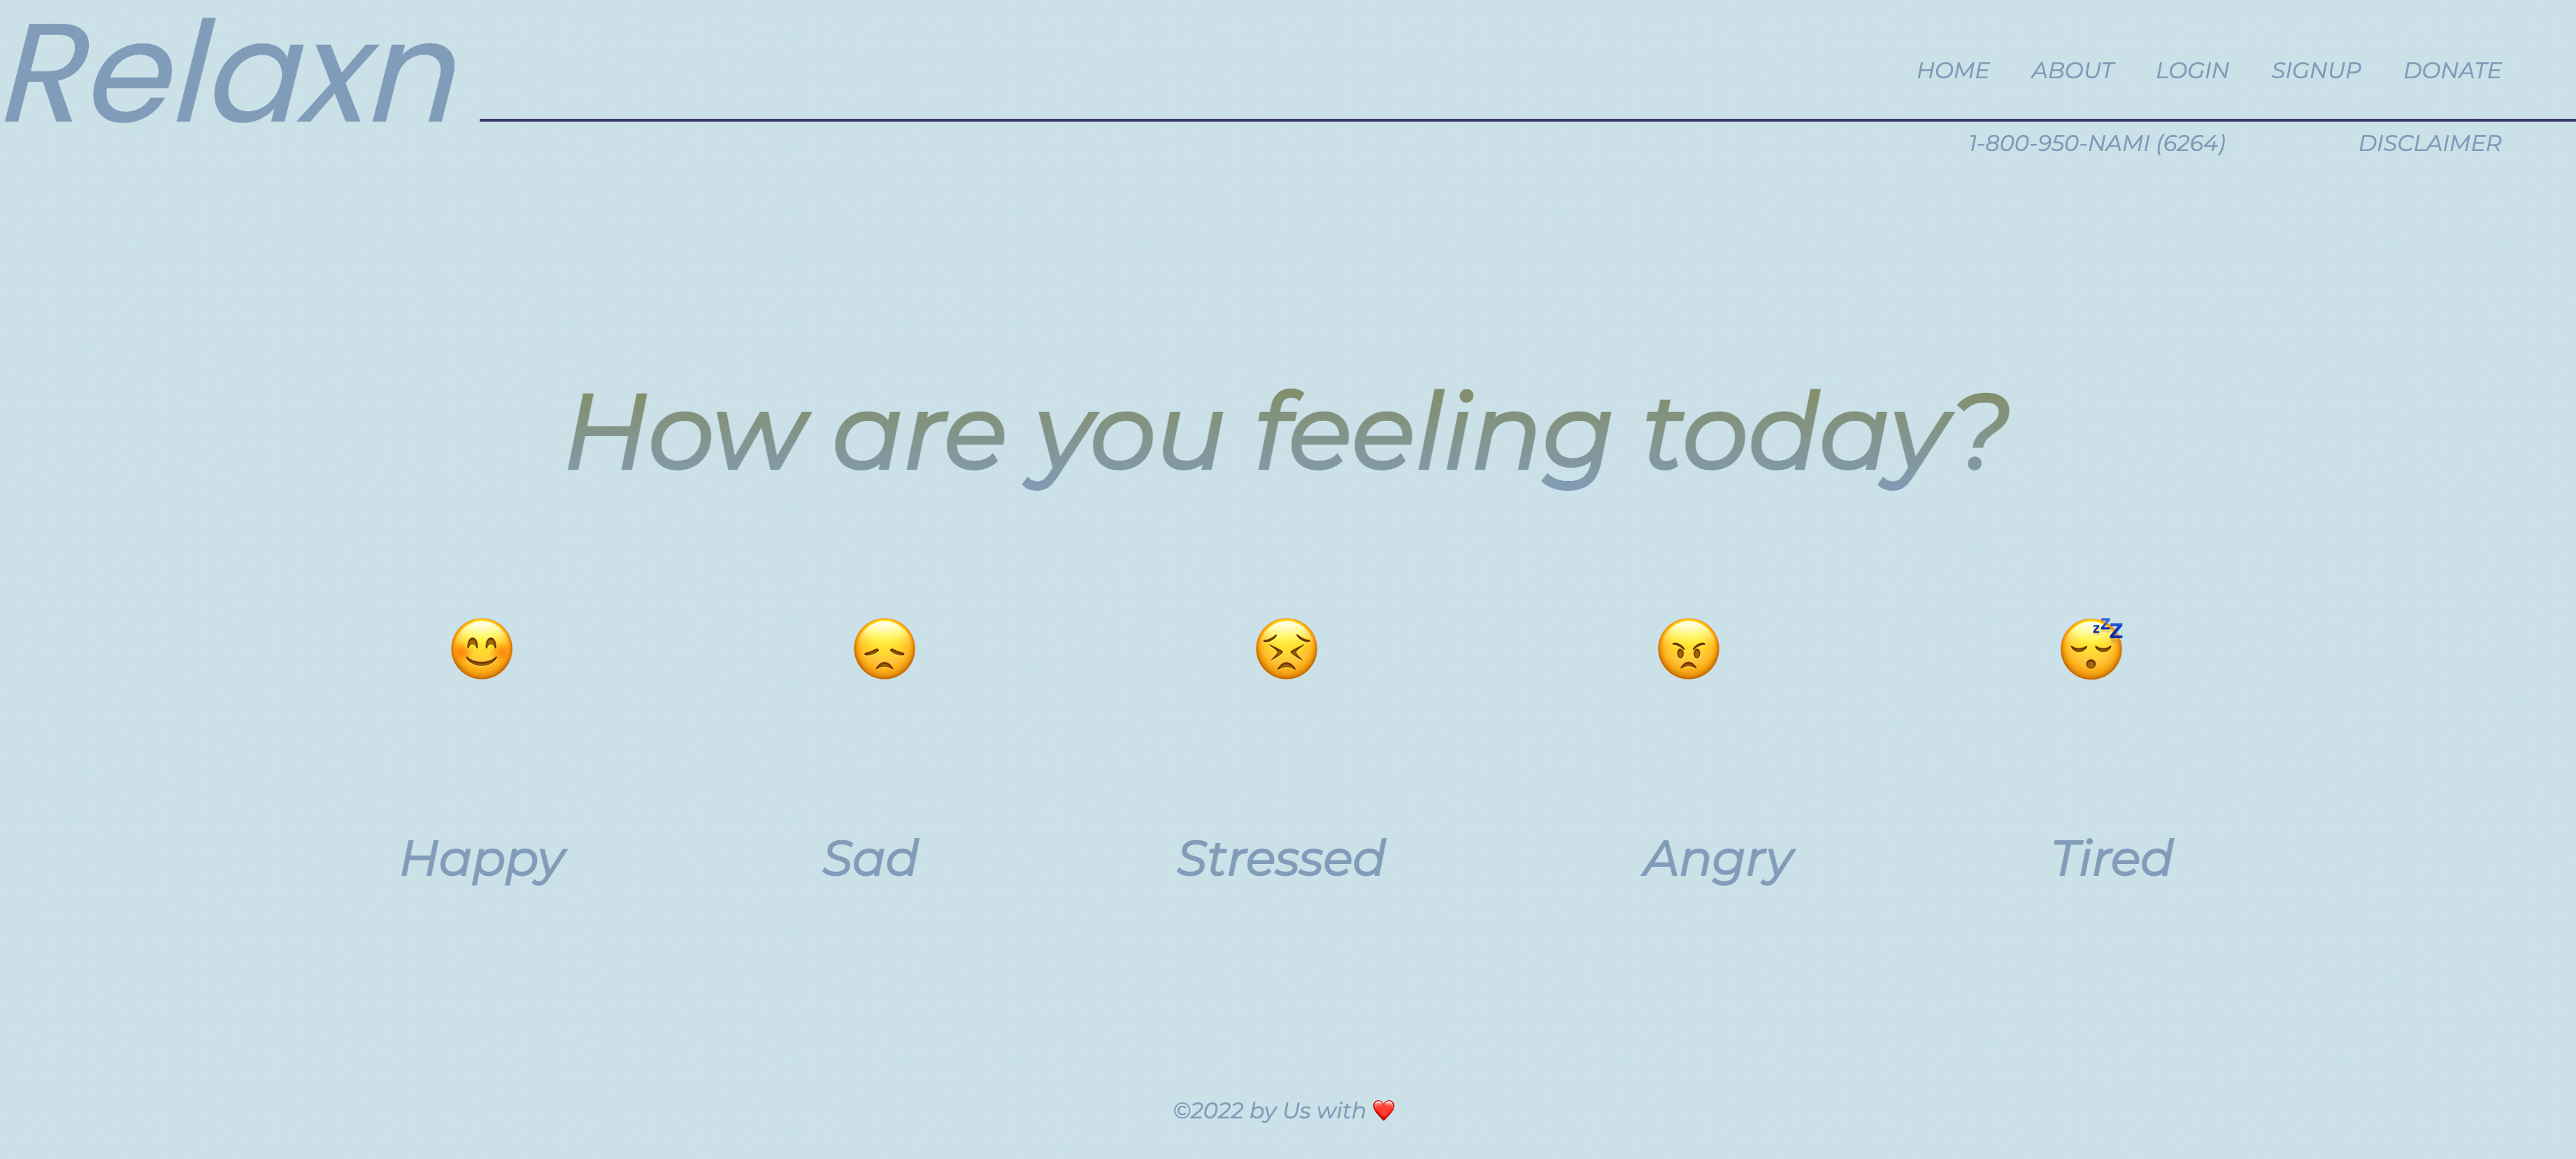 Relaxn
HOME ABOUT LOGIN SIGNUP DONATE
1-800-950-NAMI (6264) DISCLAIMER
How are you feeling today?
😊 😞 😣 😠 😴
Happy Sad Stressed Angry Tired
©2022 by Us with ❤️